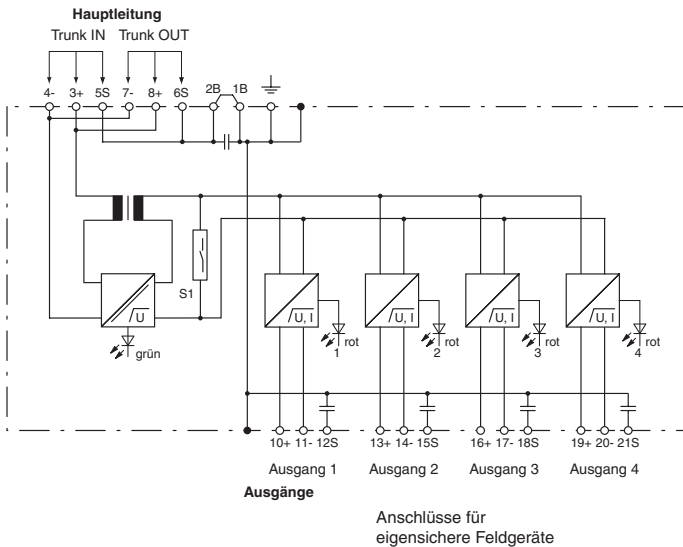 Hauptleitung
Trunk IN Trunk OUT
4- 3+ 5S 7- 8+ 6S 2B 1B
S1
U
U, I U, I U, I U, I
grün
rot
1
rot
2
rot
3
rot
4
10+ 11- 12S 13+ 14- 15S 16+ 17- 18S 19+ 20- 21S
Ausgang 1 Ausgang 2 Ausgang 3 Ausgang 4
Ausgänge
Anschlüsse für
eigensichere Feldgeräte